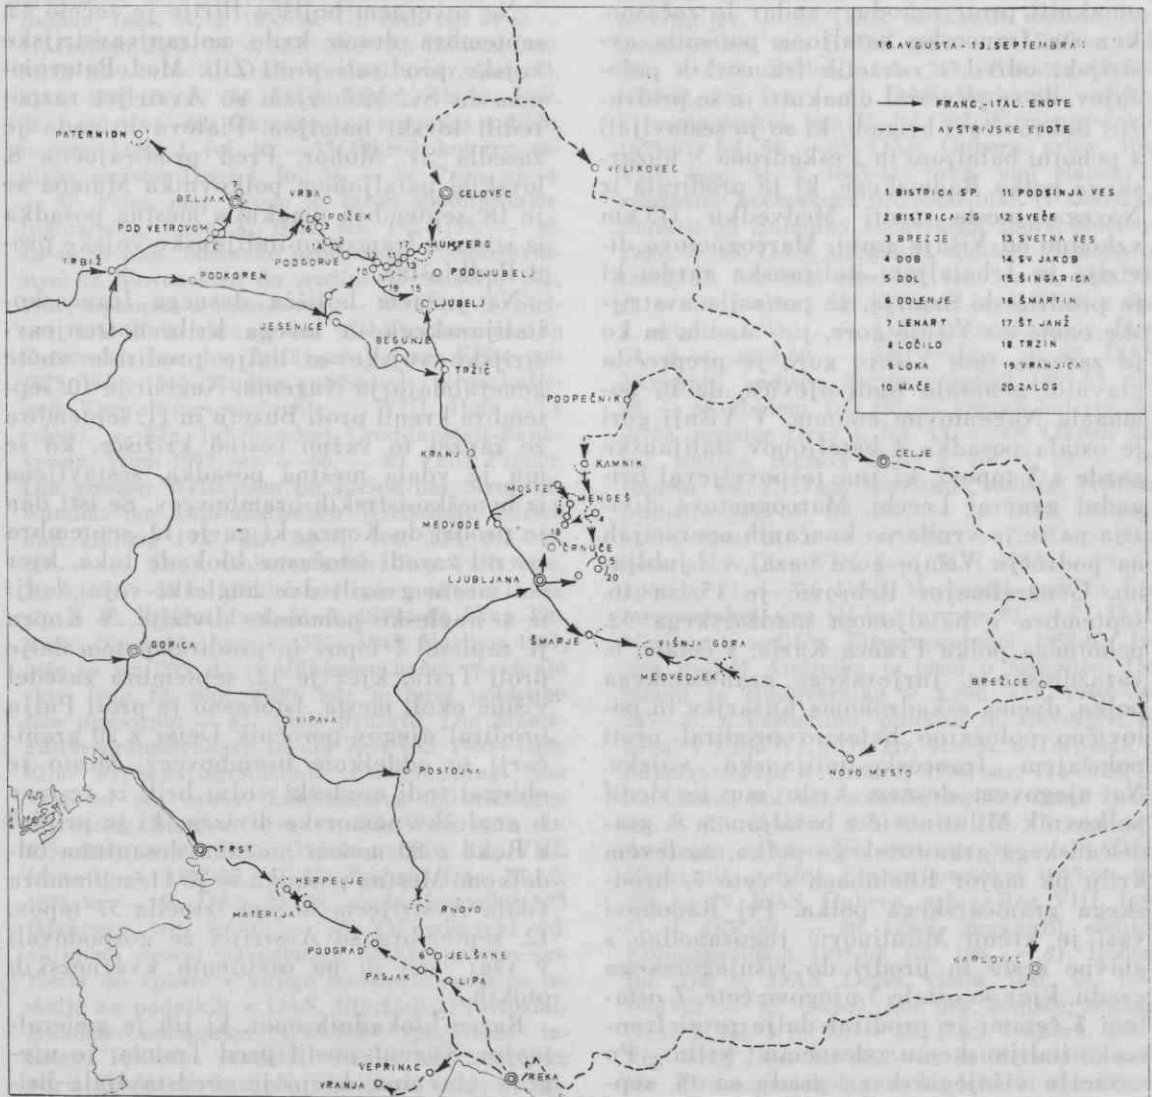 16.AVGUSTA - 13.SEPTEMBRA:
FRANC.-ITAL. ENOTE
AVSTRIJSKE ENOTE
1 BISTRICA SP. 11. PODSINJA VES
2 BISTRICA ZG. 12 SVEČE
3 BREZJE 13 SVETNA VES
4 DOB 14 SV JAKOB
5 DOL 15. ŠINGARICA
6 DOLENJE 16. ŠMARTIN
7 LENART 17 ŠT. JANŽ
8 LOČILO 18. TRZIN
9 LOKA 19. VRANJICA
10 MAČE 20. ZALOG
PATERNION
VELIKOVEC
BELJAK
VRBA
ROŽEK
CELOVEC
POD VETROVOM
HUMPERG
TRBIŽ
PODKOREN
PODGORJE
PODLJUBELJ
LJUBELJ
JESENICE
BEGUNJE
TRŽIČ
PODPEČNIK
KRANJ
KAMNIK
CELJE
MOSTE
MENGEŠ
MEDVODE
ČRNUČE
LJUBLJANA
GORICA
ŠMARJE
VIŠNJA GORA
MEDVEDJEK
BREŽICE
VIPAVA
POSTOJNA
NOVO MESTO
TRST
HERPELJE
MATERIJA
RNOVO
PODGRAD
JELŠANE
PASJAK
LIPA
KARLOVAC
VEPRINAC
VRANJA
REKA